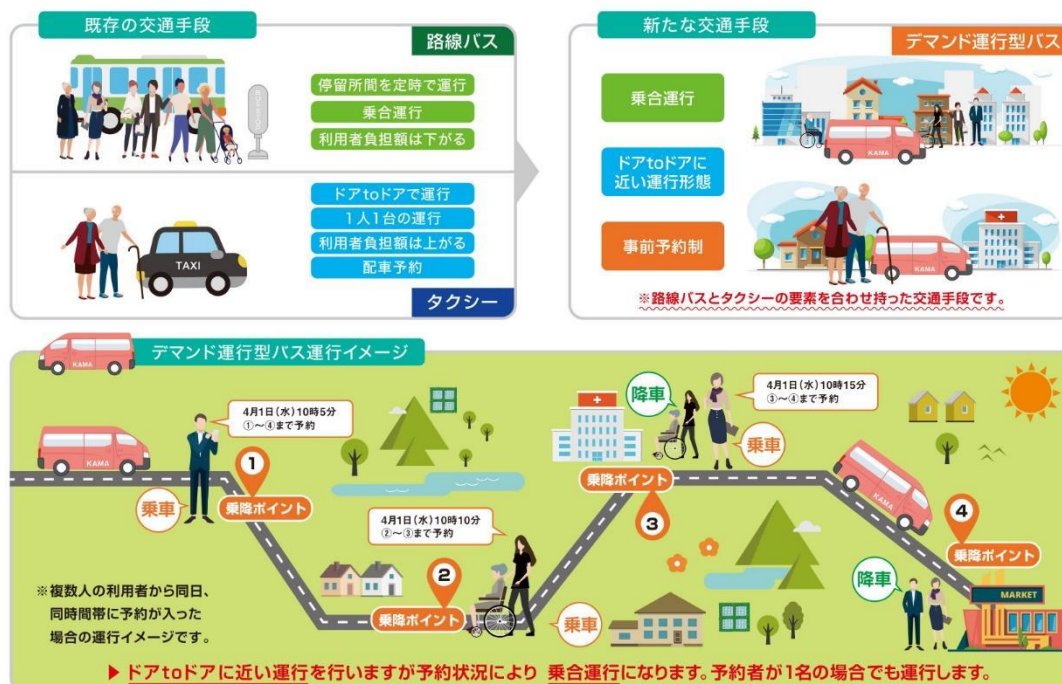 既存の交通手段
路線バス
停留所間を定時で運行
乗合運行
利用者負担額は下がる
ドアtoドアで運行
1人1台の運行
利用者負担額は上がる
配車予約
TAXI
タクシー
新たな交通手段
デマンド運行型バス
乗合運行
ドアtoドアに
近い運行形態
事前予約制
KAMA
KAMA
※路線バスとタクシーの要素を合わせ持った交通手段です。
KAMA
デマンド運行型バス運行イメージ
KAMA
4月1日(水)10時5分
①〜④まで予約
乗車
1
乗降ポイント
4月1日(水)10時10分
②〜③まで予約
2
乗降ポイント
乗車
降車
4月1日(水)10時15分
③〜④まで予約
乗車
乗降ポイント
3
KAMA
4
乗降ポイント
降車
MARKET
※複数人の利用者から同日、
同時間帯に予約が入った
場合の運行イメージです。
▶ドアtoドアに近い運行を行いますが予約状況により 乗合運行になります。予約者が1名の場合でも運行します。